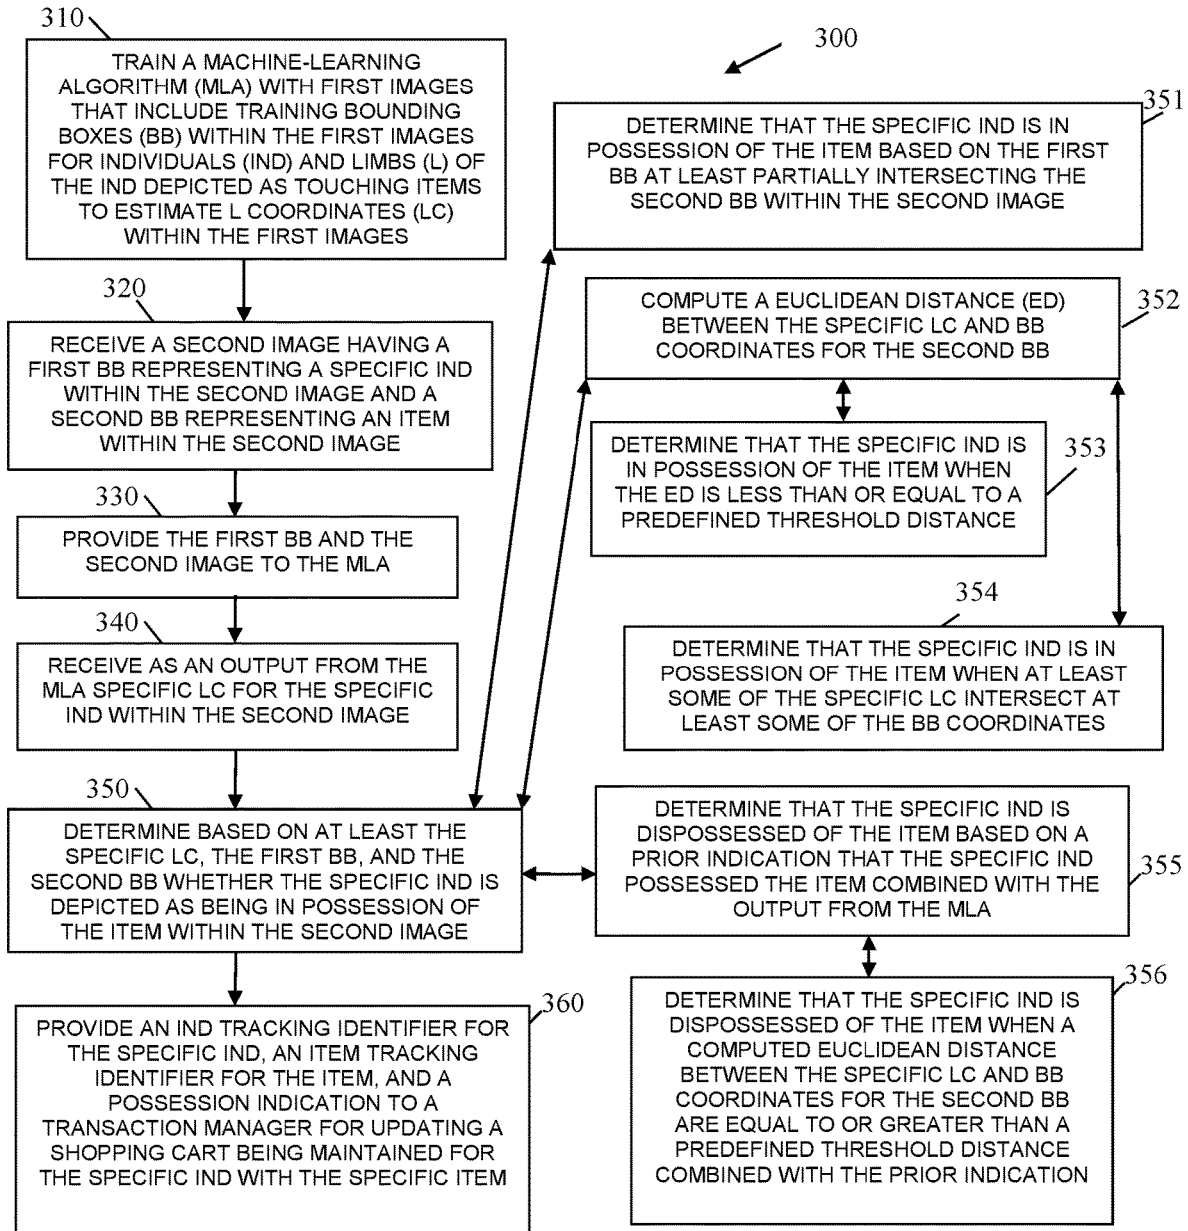 310
TRAIN A MACHINE-LEARNING
ALGORITHM (MLA) WITH FIRST IMAGES
THAT INCLUDE TRAINING BOUNDING
BOXES (BB) WITHIN THE FIRST IMAGES
FOR INDIVIDUALS (IND) AND LIMBS (L) OF
THE IND DEPICTED AS TOUCHING ITEMS
TO ESTIMATE L COORDINATES (LC)
WITHIN THE FIRST IMAGES
320
RECEIVE A SECOND IMAGE HAVING A
FIRST BB REPRESENTING A SPECIFIC IND
WITHIN THE SECOND IMAGE AND A
SECOND BB REPRESENTING AN ITEM
WITHIN THE SECOND IMAGE
330
PROVIDE THE FIRST BB AND THE
SECOND IMAGE TO THE MLA
340
RECEIVE AS AN OUTPUT FROM THE
MLA SPECIFIC LC FOR THE SPECIFIC
IND WITHIN THE SECOND IMAGE
350
DETERMINE BASED ON AT LEAST THE
SPECIFIC LC, THE FIRST BB, AND THE
SECOND BB WHETHER THE SPECIFIC IND IS
DEPICTED AS BEING IN POSSESSION OF
THE ITEM WITHIN THE SECOND IMAGE
360
PROVIDE AN IND TRACKING IDENTIFIER FOR
THE SPECIFIC IND, AN ITEM TRACKING
IDENTIFIER FOR THE ITEM, AND A
POSSESSION INDICATION TO A
TRANSACTION MANAGER FOR UPDATING A
SHOPPING CART BEING MAINTAINED FOR
THE SPECIFIC IND WITH THE SPECIFIC ITEM
300
351
DETERMINE THAT THE SPECIFIC IND IS IN
POSSESSION OF THE ITEM BASED ON THE FIRST
BB AT LEAST PARTIALLY INTERSECTING THE
SECOND BB WITHIN THE SECOND IMAGE
352
COMPUTE A EUCLIDEAN DISTANCE (ED)
BETWEEN THE SPECIFIC LC AND BB
COORDINATES FOR THE SECOND BB
353
DETERMINE THAT THE SPECIFIC IND IS
IN POSSESSION OF THE ITEM WHEN
THE ED IS LESS THAN OR EQUAL TO A
PREDEFINED THRESHOLD DISTANCE
354
DETERMINE THAT THE SPECIFIC IND IS IN
POSSESSION OF THE ITEM WHEN AT LEAST
SOME OF THE SPECIFIC LC INTERSECT AT
LEAST SOME OF THE BB COORDINATES
355
DETERMINE THAT THE SPECIFIC IND IS
DISPOSSESSED OF THE ITEM BASED ON A
PRIOR INDICATION THAT THE SPECIFIC IND
POSSESSED THE ITEM COMBINED WITH THE
OUTPUT FROM THE MLA
356
DETERMINE THAT THE SPECIFIC IND IS
DISPOSSESSED OF THE ITEM WHEN A
COMPUTED EUCLIDEAN DISTANCE
BETWEEN THE SPECIFIC LC AND BB
COORDINATES FOR THE SECOND BB
ARE EQUAL TO OR GREATER THAN A
PREDEFINED THRESHOLD DISTANCE
COMBINED WITH THE PRIOR INDICATION